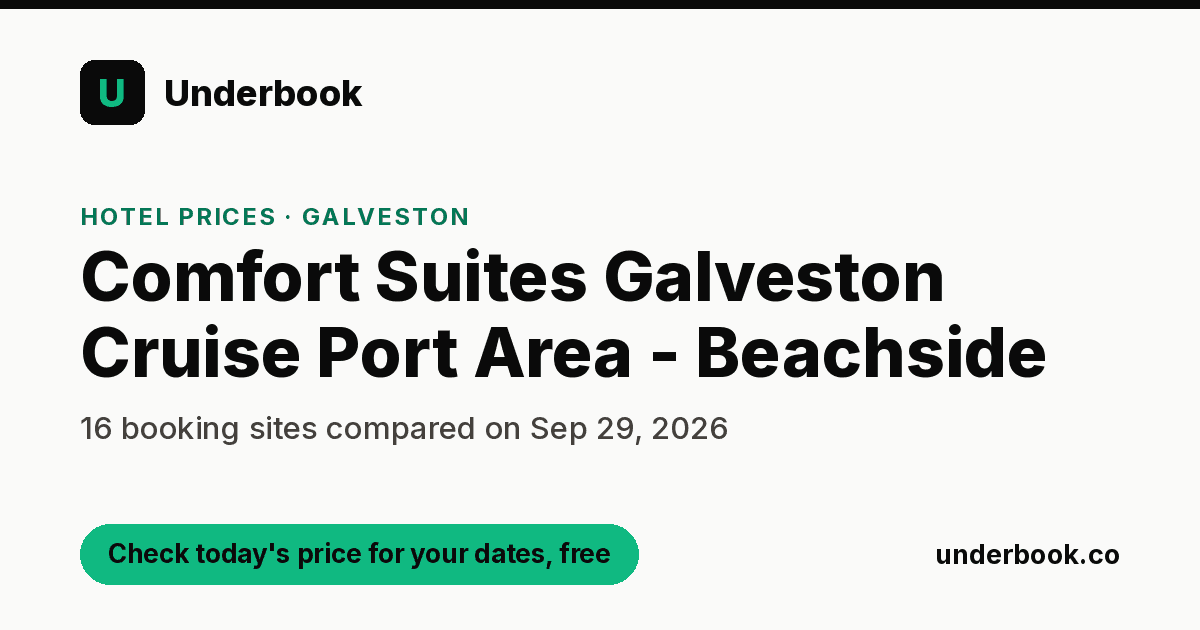 U Underbook
HOTEL PRICES · GALVESTON
Comfort Suites Galveston
Cruise Port Area - Beachside
16 booking sites compared on Sep 29, 2026
Check today's price for your dates, free
underbook.co